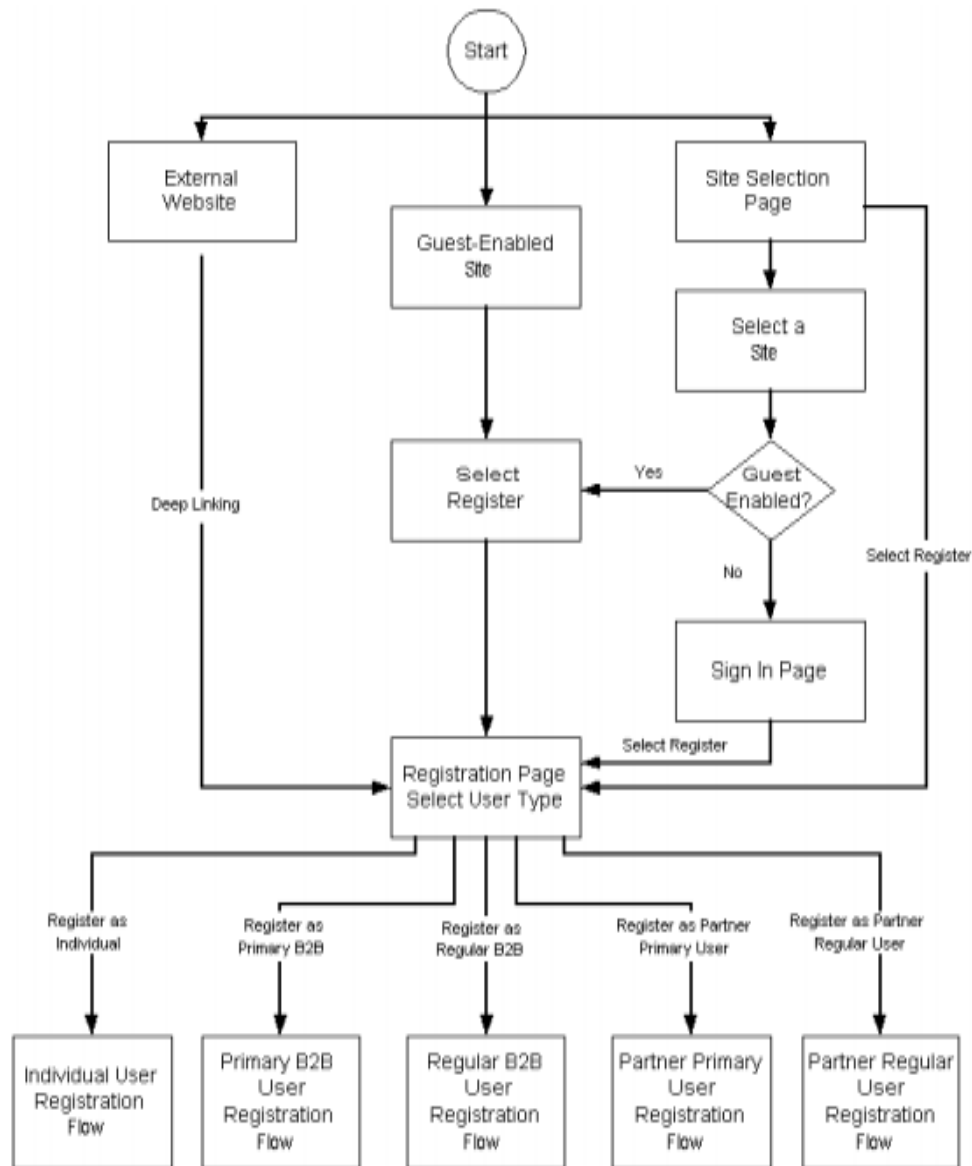 Start
External
Website
Guest-Enabled
Site
Site Selection
Page
Select a
Site
Select
Register
Yes
Guest
Enabled?
Deep Linking
No
Select Register
Sign In Page
Select Register
Registration Page
Select User Type
Register as
Individual
Register as
Primary B2B
Register as
Regular B2B
Register as Partner
Primary User
Register as Partner
Regular User
Individual User
Registration
Flow
Primary B2B
User
Registration
Flow
Regular B2B
User
Registration
Flow
Partner Primary
User
Registration
Flow
Partner Regular
User
Registration
Flow